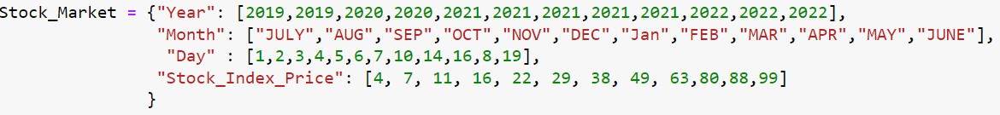 Stock_Market = {"Year": [2019,2019,2020,2020,2021,2021,2021,2021,2021,2022,2022,2022],
"Month": ["JULY","AUG","SEP","OCT","NOV","DEC","Jan","FEB","MAR","APR","MAY","JUNE"],
"Day" : [1,2,3,4,5,6,7,10,14,16,8,19],
"Stock_Index_Price": [4, 7, 11, 16, 22, 29, 38, 49, 63,80,88,99]
}